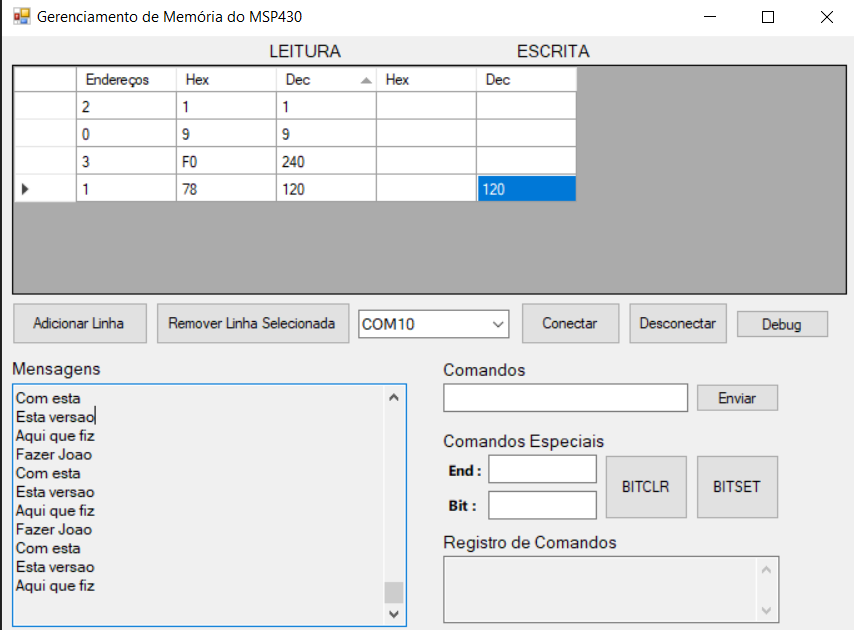 Gerenciamento de Memória do MSP430
LEITURA ESCRITA
Endereços Hex Dec Hex Dec
2 1 1
0 9 9
3 F0 240
1 78 120 120
Adicionar Linha Remover Linha Selecionada COM10 Conectar Desconectar Debug
Mensagens
Com esta
Esta versao
Aqui que fiz
Fazer Joao
Com esta
Esta versao
Aqui que fiz
Fazer Joao
Com esta
Esta versao
Aqui que fiz
Comandos
Enviar
Comandos Especiais
End :
Bit :
BITCLR BITSET
Registro de Comandos